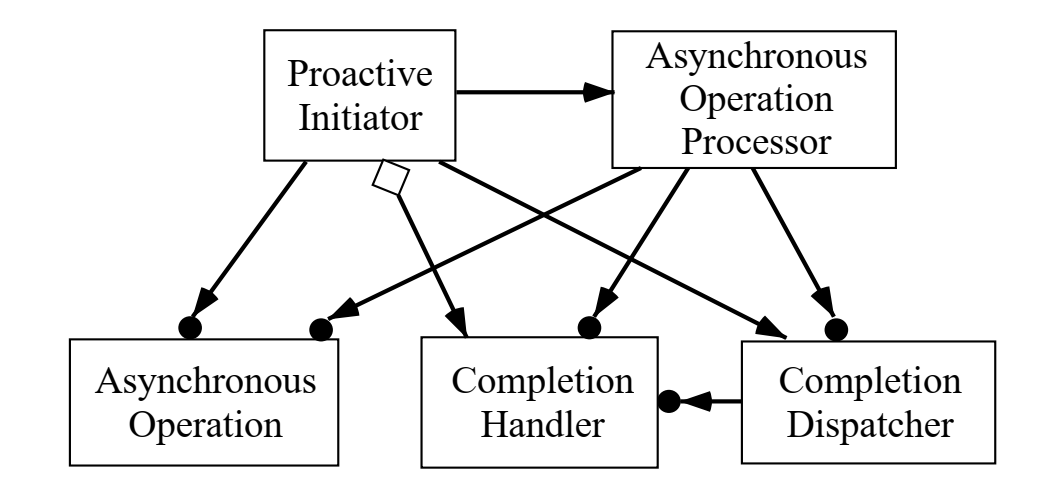 Proactive
Initiator
Asynchronous
Operation
Processor
Asynchronous
Operation
Completion
Handler
Completion
Dispatcher